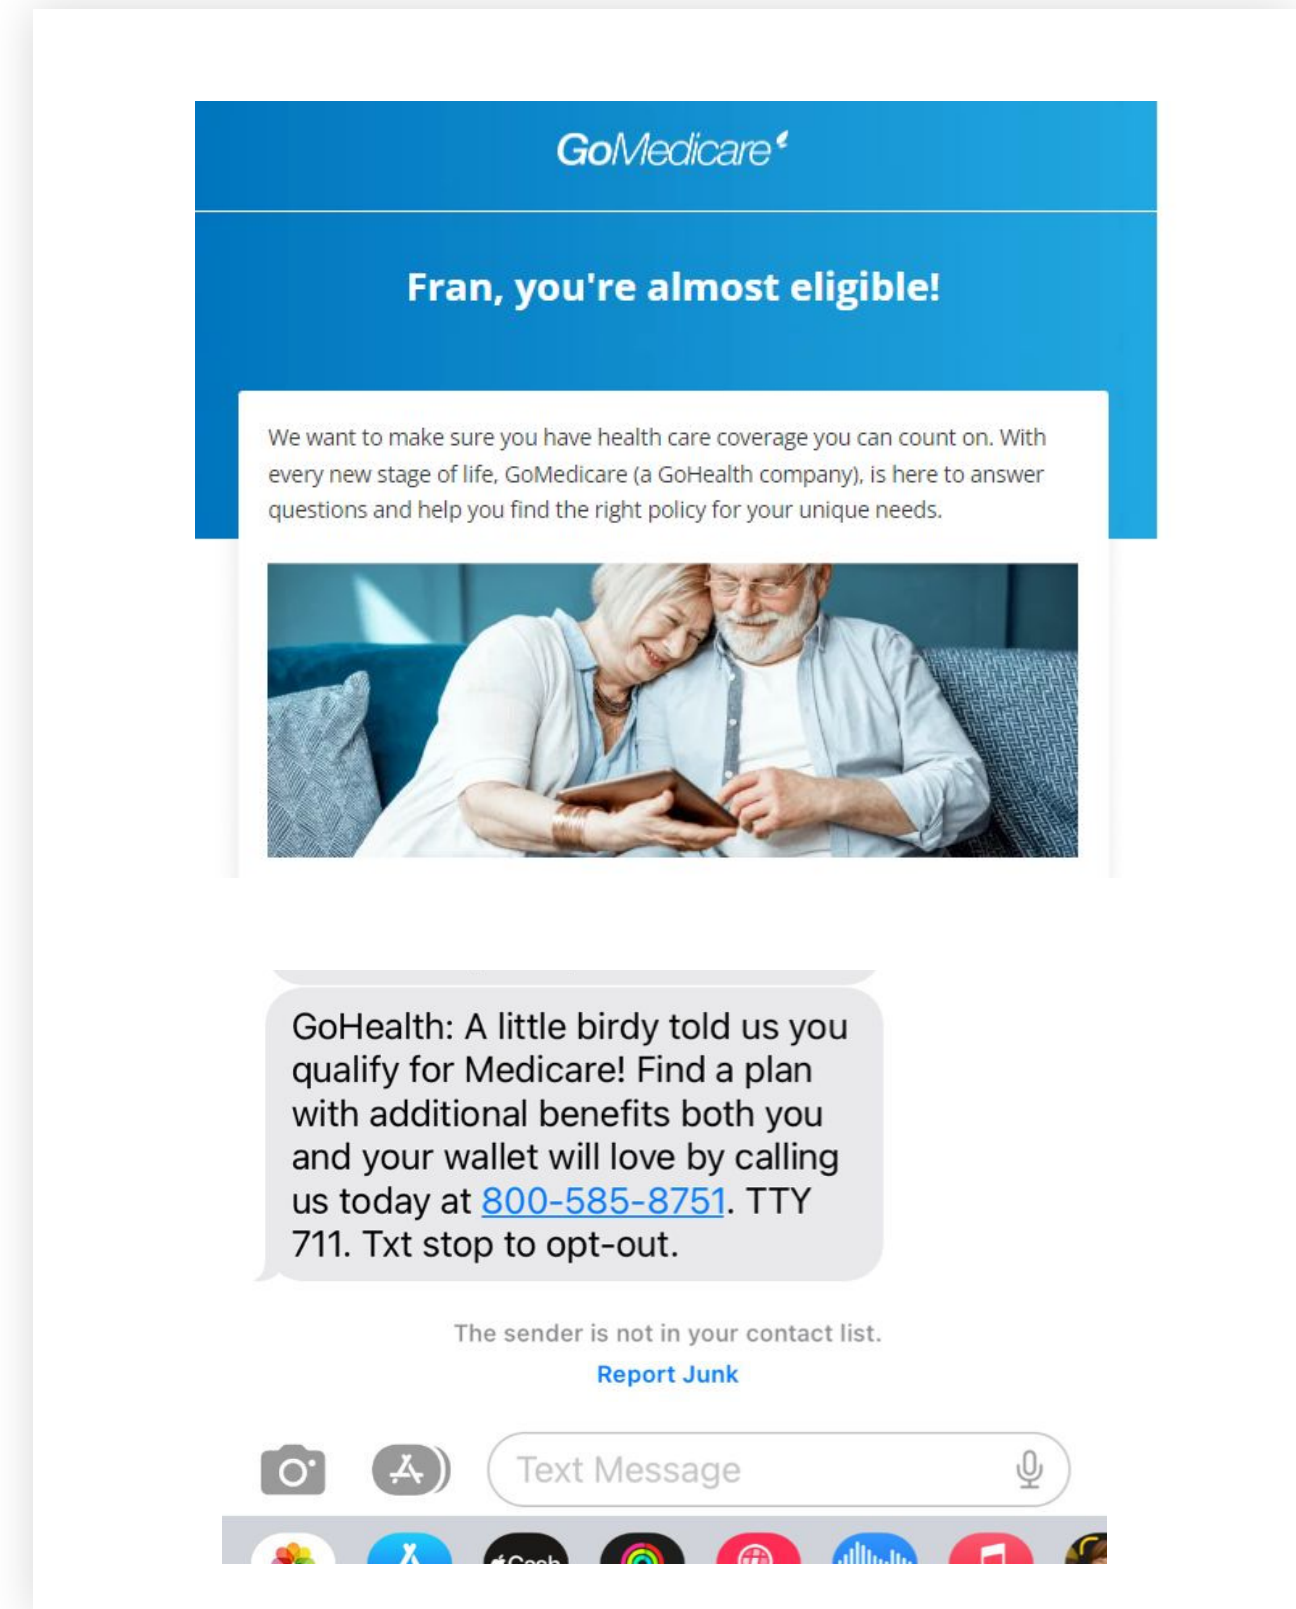 GoMedicare
Fran, you're almost eligible!
We want to make sure you have health care coverage you can count on. With
every new stage of life, GoMedicare (a GoHealth company), is here to answer
questions and help you find the right policy for your unique needs.
GoHealth: A little birdy told us you
qualify for Medicare! Find a plan
with additional benefits both you
and your wallet will love by calling
us today at 800-585-8751. TTY
711. Txt stop to opt-out.
The sender is not in your contact list.
Report Junk
Text Message
Cash